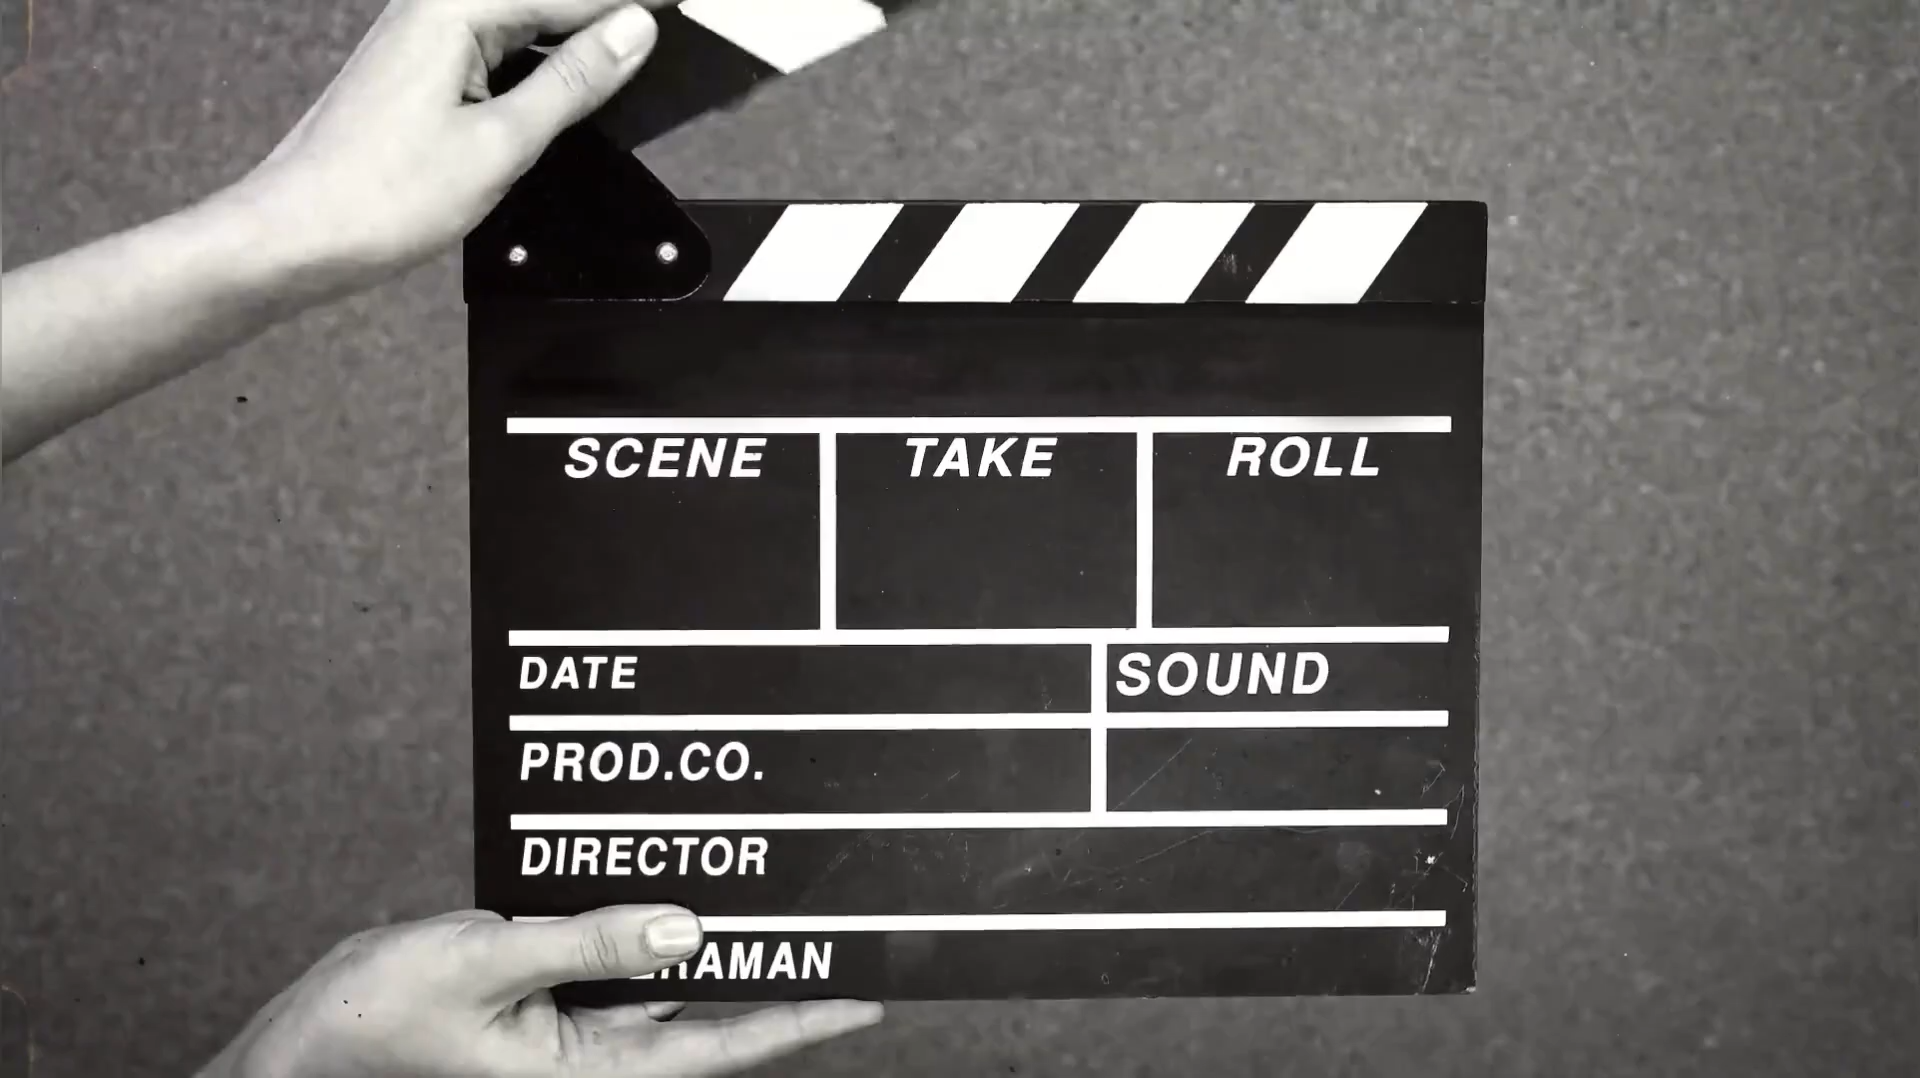 SCENE TAKE ROLL
DATE SOUND
PROD.CO.
DIRECTOR
ERAMAN